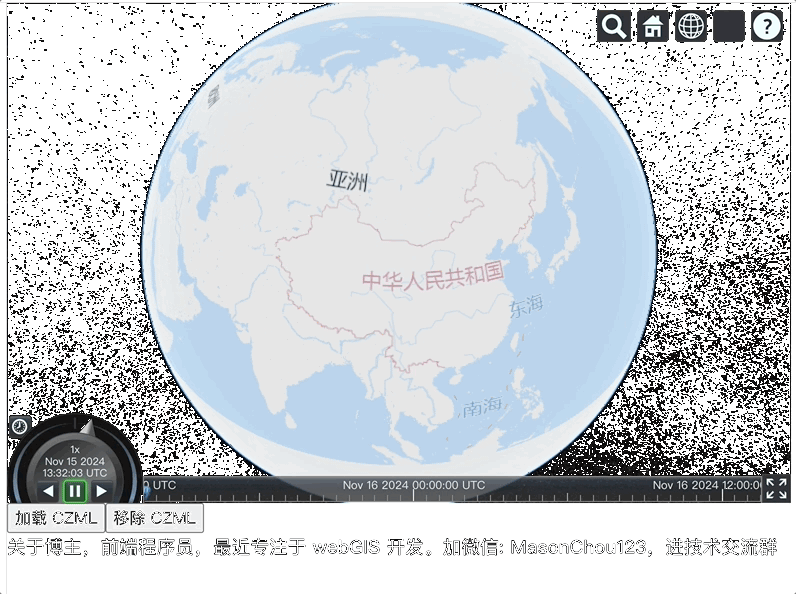 亚洲
中华人民共和国
东海
南海
1x
Nov 15 2024
13:32:03 UTC
0 UTC
Nov 16 2024 00:00:00 UTC
Nov 16 2024 12:00:0
加载 CZML
移除 CZML
关于博主，前端程序员，最近专注于 webGIS 开发。加微信: MasonChou123，进技术交流群